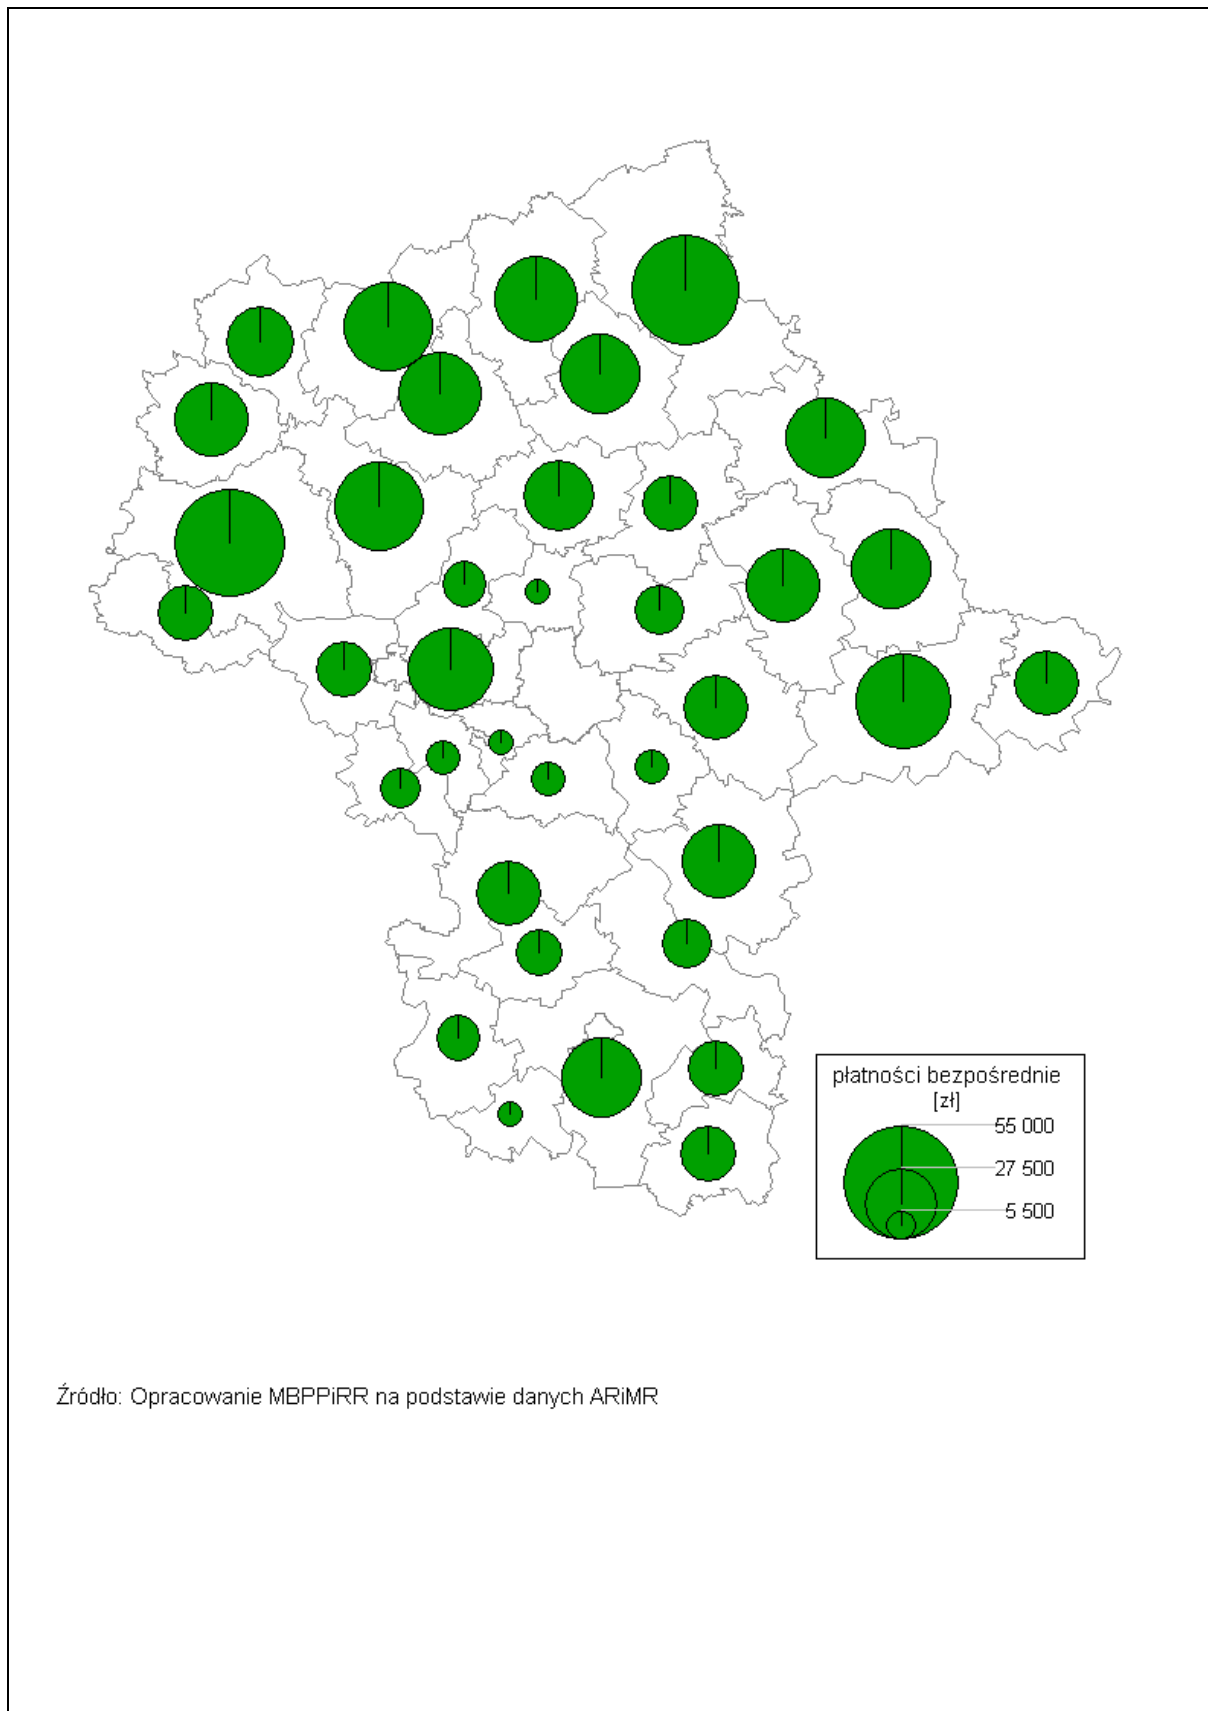 płatności bezpośrednie
[zł]
55 000
27 500
5 500
Źródło: Opracowanie MBPPiRR na podstawie danych ARiMR